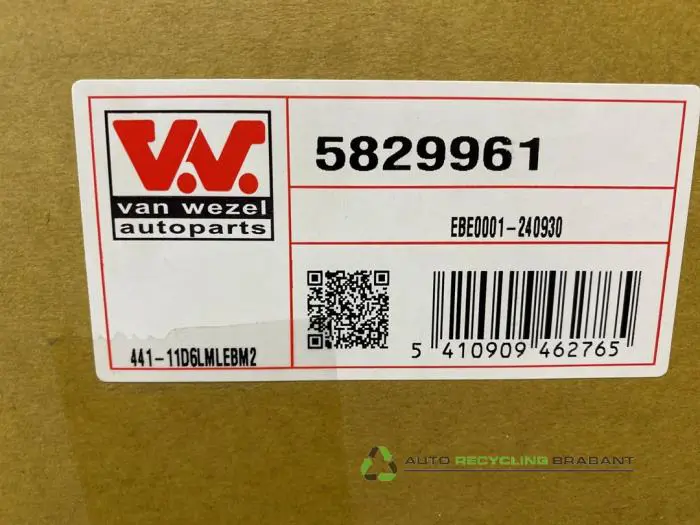 V.W.
van wezel
autoparts
5829961
EBE0001-240930
441-11D6LMLEBM2
5 410909 462765
AUTO RECYCLING BRABANT